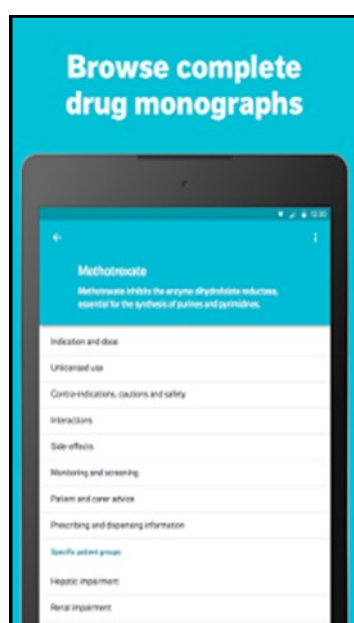 Browse complete
drug monographs
12:30
Methotrexate
Methotrexate inhibits the enzyme dihydrofolate reductase,
essential for the synthesis of purines and pyrimidines.
Indication and dose
Unlicensed use
Contra-indications, cautions and safety
Interactions
Side-effects
Monitoring and screening
Patient and carer advice
Prescribing and dispensing information
Specific patient groups
Hepatic impairment
Renal impairment